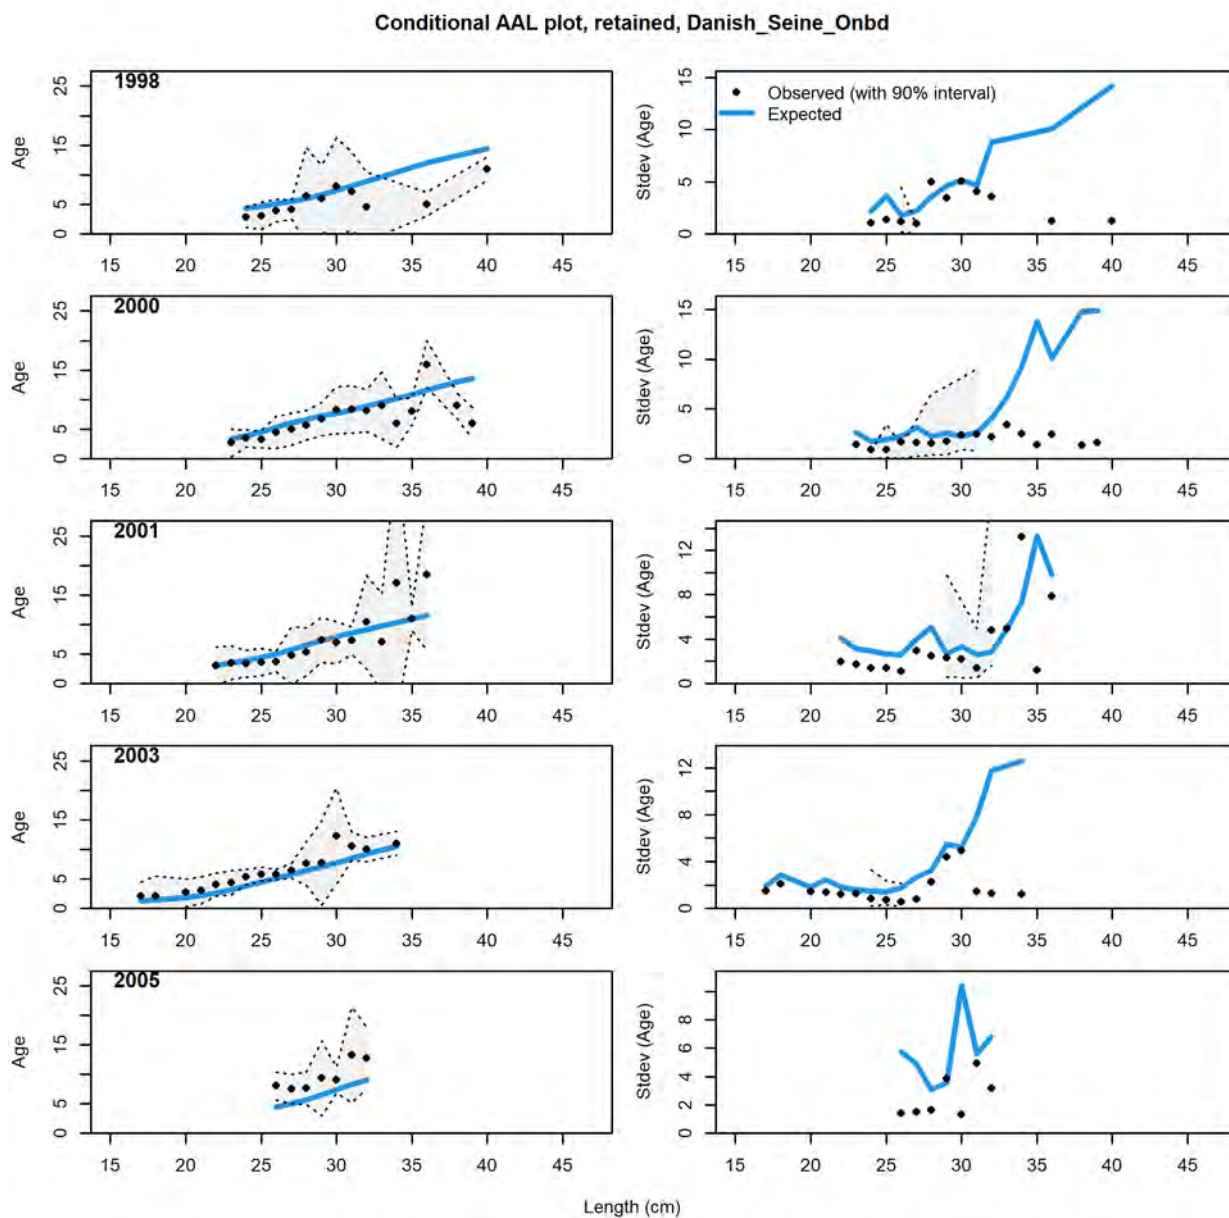 Conditional AAL plot, retained, Danish_Seine_Onbd
1998
Age
0 5 15 25
15 20 25 30 35 40 45
Observed (with 90% interval)
Expected
Stdev (Age)
0 5 10 15
15 20 25 30 35 40 45
2000
Age
0 5 15 25
15 20 25 30 35 40 45
Stdev (Age)
0 5 10 15
15 20 25 30 35 40 45
2001
Age
0 5 15 25
15 20 25 30 35 40 45
Stdev (Age)
0 4 8 12
15 20 25 30 35 40 45
2003
Age
0 5 15 25
15 20 25 30 35 40 45
Stdev (Age)
0 4 8 12
15 20 25 30 35 40 45
2005
Age
0 5 15 25
15 20 25 30 35 40 45
Stdev (Age)
0 2 4 6 8
15 20 25 30 35 40 45
Length (cm)